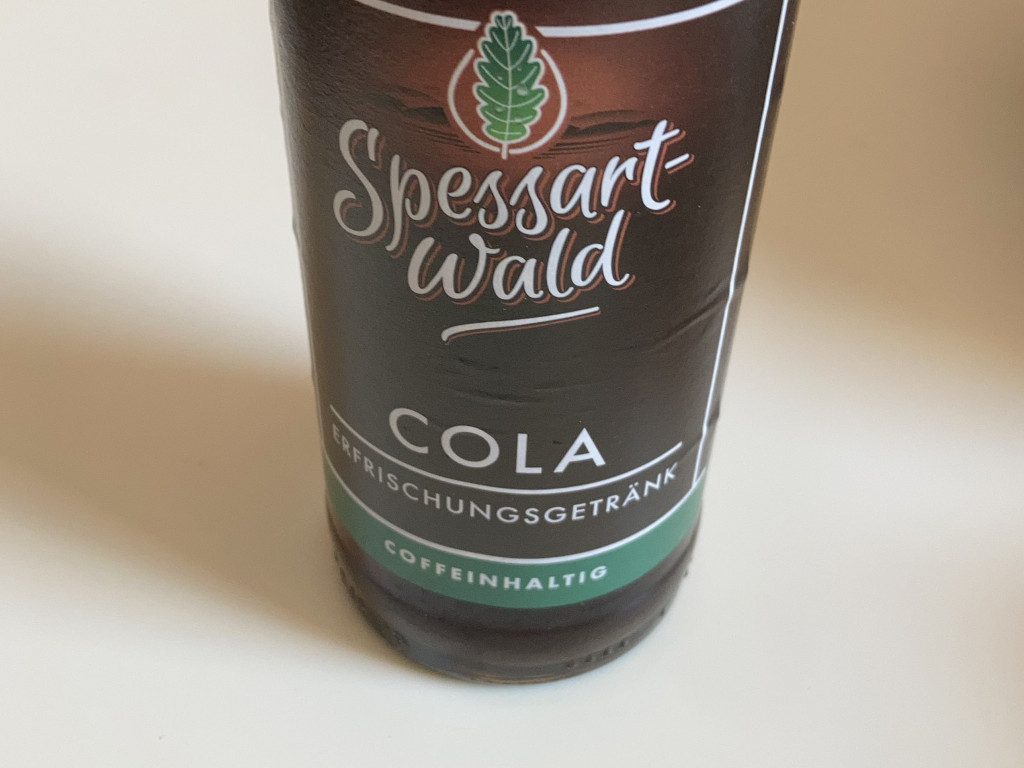 Spessart-
wald
COLA
ERFRISCHUNGSGETRÄNK
COFFEINHALTIG